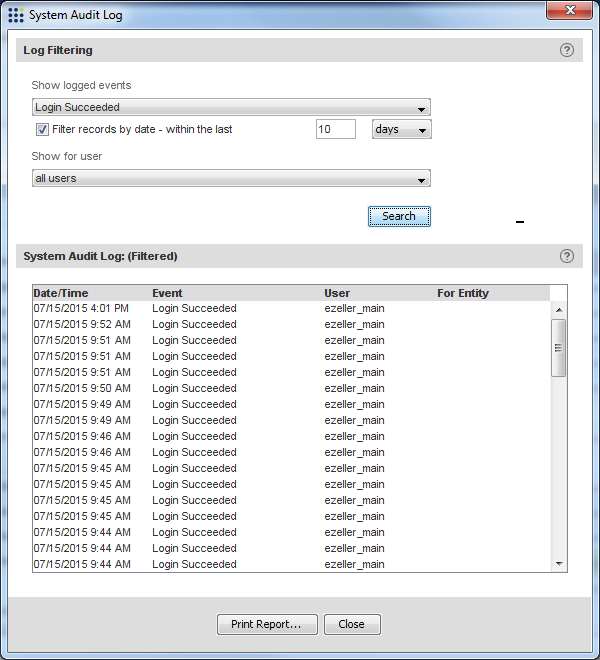 System Audit Log
Log Filtering
?
Show logged events
Login Succeeded
Filter records by date - within the last 10 days
Show for user
all users
Search
System Audit Log: (Filtered)
?
Date/Time Event User For Entity
07/15/2015 4:01 PM Login Succeeded ezeller_main
07/15/2015 9:52 AM Login Succeeded ezeller_main
07/15/2015 9:51 AM Login Succeeded ezeller_main
07/15/2015 9:51 AM Login Succeeded ezeller_main
07/15/2015 9:51 AM Login Succeeded ezeller_main
07/15/2015 9:50 AM Login Succeeded ezeller_main
07/15/2015 9:49 AM Login Succeeded ezeller_main
07/15/2015 9:49 AM Login Succeeded ezeller_main
07/15/2015 9:46 AM Login Succeeded ezeller_main
07/15/2015 9:46 AM Login Succeeded ezeller_main
07/15/2015 9:45 AM Login Succeeded ezeller_main
07/15/2015 9:45 AM Login Succeeded ezeller_main
07/15/2015 9:45 AM Login Succeeded ezeller_main
07/15/2015 9:45 AM Login Succeeded ezeller_main
07/15/2015 9:44 AM Login Succeeded ezeller_main
07/15/2015 9:44 AM Login Succeeded ezeller_main
07/15/2015 9:44 AM Login Succeeded ezeller_main
Print Report... Close